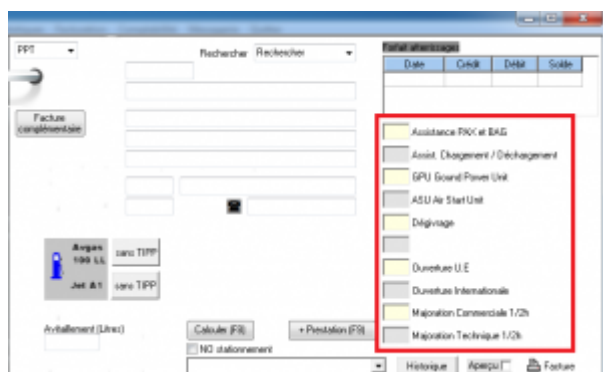 PPT
Rechercher Rechercher
Forfait atterrissages
Date Crédit Débit Solde
Facture
complémentaire
Assistance PAX et BAG
Assist. Chargement / Déchargement
GPU Gound Power Unit
ASU Air Start Unit
Dégivrage
Ouverture U.E
Ouverture Internationale
Majoration Commerciale 1/2h
Majoration Technique 1/2h
Avgas
100 LL
sans TIPP
Jet A1
sans TIPP
Avitaillement (Litres)
Calculer (F8)
+ Prestation (F9)
NO stationnement
Historique
Aperçu
Facture